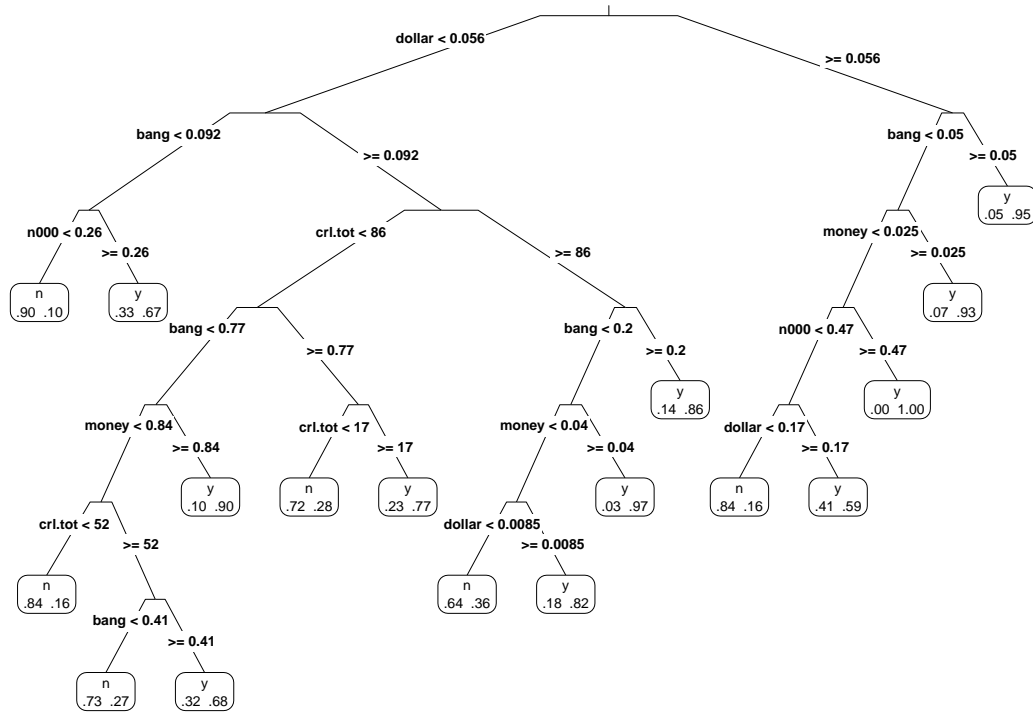 dollar < 0.056
>= 0.056
bang < 0.092
>= 0.092
bang < 0.05
>= 0.05
y
.05 .95
n000 < 0.26
>= 0.26
n
.90 .10
y
.33 .67
crl.tot < 86
>= 86
money < 0.025
>= 0.025
y
.07 .93
bang < 0.77
>= 0.77
bang < 0.2
>= 0.2
y
.14 .86
n000 < 0.47
>= 0.47
y
.00 1.00
money < 0.84
>= 0.84
y
.10 .90
crl.tot < 17
>= 17
n
.72 .28
y
.23 .77
money < 0.04
>= 0.04
y
.03 .97
dollar < 0.17
>= 0.17
n
.84 .16
y
.41 .59
crl.tot < 52
>= 52
n
.84 .16
dollar < 0.0085
>= 0.0085
n
.64 .36
y
.18 .82
bang < 0.41
>= 0.41
n
.73 .27
y
.32 .68